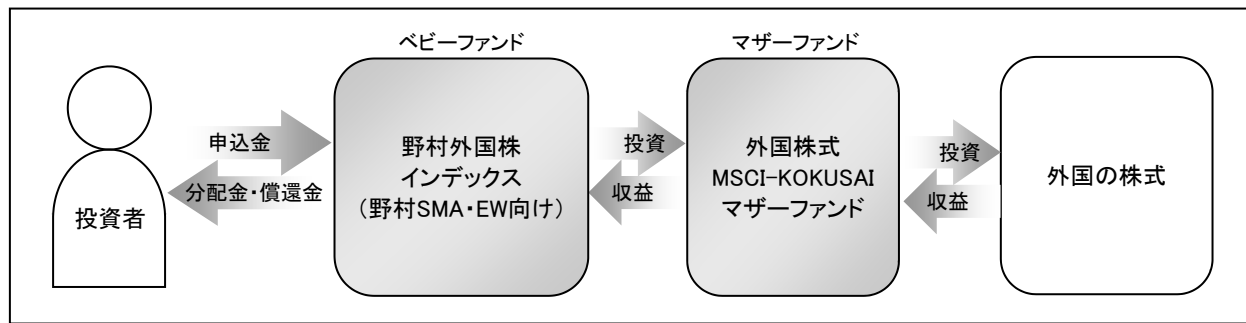 ベビーファンド
マザーファンド
投資者
申込金
分配金・償還金
野村外国株
インデックス
（野村SMA・EW向け）
投資
収益
外国株式
MSCI-KOKUSAI
マザーファンド
投資
収益
外国の株式